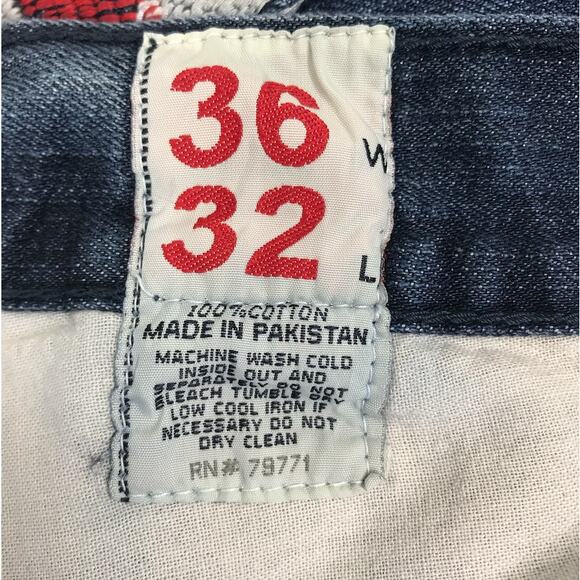 36 W
32 L
100% COTTON
MADE IN PAKISTAN
MACHINE WASH COLD
INSIDE OUT AND
SEPARATELY. DO NOT
BLEACH TUMBLE DRY
LOW COOL IRON IF
NECESSARY DO NOT
DRY CLEAN
RN# 79771